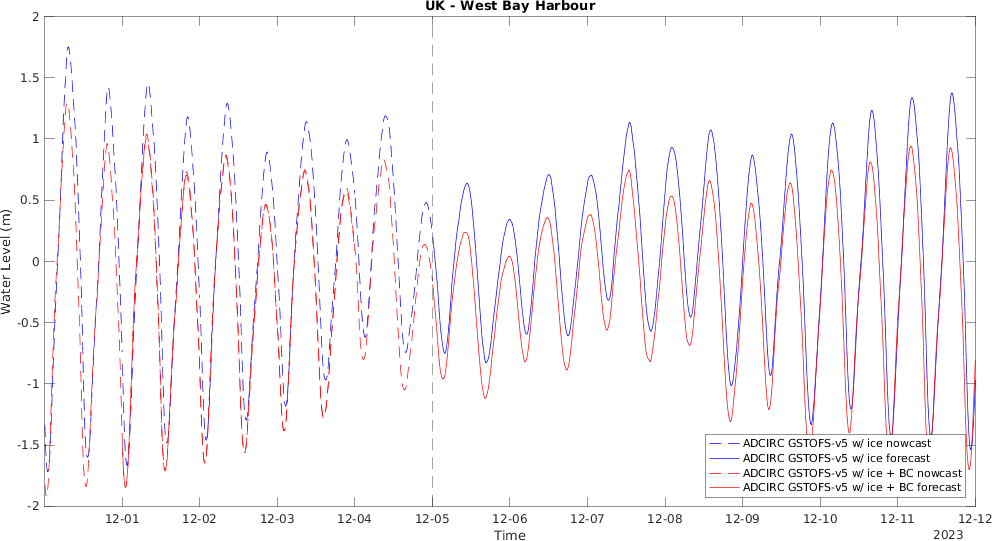 UK - West Bay Harbour
2
1.5
1
0.5
0
-0.5
-1
-1.5
-2
Water Level (m)
ADCIRC GSTOFS-v5 w/ ice nowcast
ADCIRC GSTOFS-v5 w/ ice forecast
ADCIRC GSTOFS-v5 w/ ice + BC nowcast
ADCIRC GSTOFS-v5 w/ ice + BC forecast
12-01 12-02 12-03 12-04 12-05 12-06 12-07 12-08 12-09 12-10 12-11 12-12
Time
2023